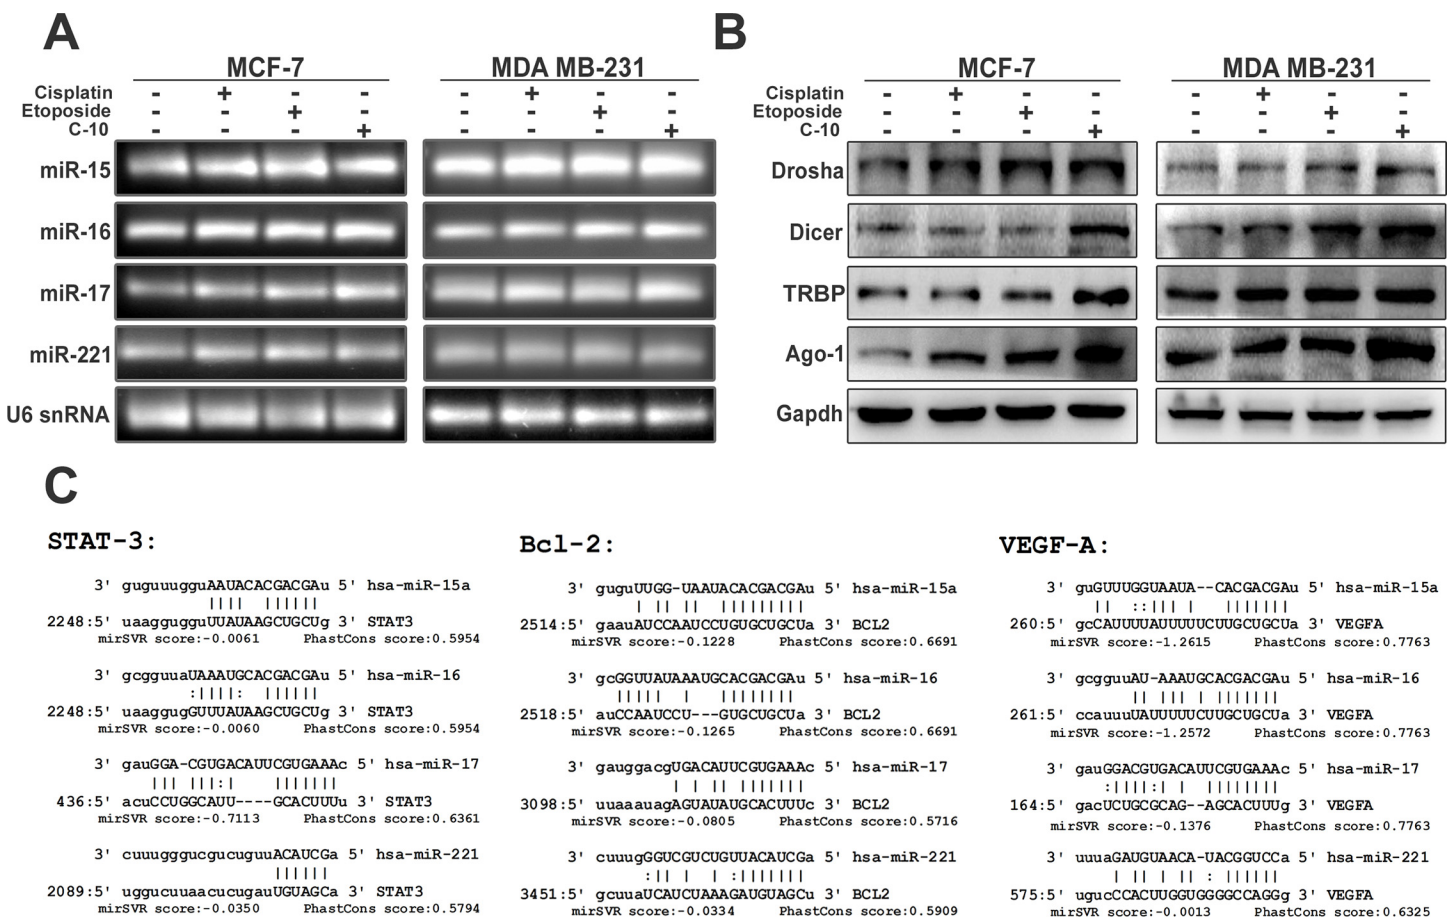 A
MCF-7
MDA MB-231
Cisplatin - + - - - + - -
Etoposide - - + - - - + -
C-10 - - - + - - - +
miR-15
miR-16
miR-17
miR-221
U6 snRNA
B
MCF-7
MDA MB-231
Cisplatin - + - - - + - -
Etoposide - - + - - - + -
C-10 - - - + - - - +
Drosha
Dicer
TRBP
Ago-1
Gapdh
C
STAT-3:
3' guguuugguAAUACACGACGAu 5' hsa-miR-15a
|||| ||||||
2248:5' uaaggugguUUAUAAGCUGCUg 3' STAT3
mirSVR score:-0.0061 PhastCons score:0.5954
3' gcgguuaUAAAUGCACGACGAu 5' hsa-miR-16
:||||: ||||||
2248:5' uaaggugGUUUAUAAGCUGCUg 3' STAT3
mirSVR score:-0.0060 PhastCons score:0.5954
3' gauGGA-CGUGACAUUCGUGAAAc 5' hsa-miR-17
||| |||:| |||||||
436:5' acuCCUGGCAUU----GCACUUUu 3' STAT3
mirSVR score:-0.7113 PhastCons score:0.6361
3' cuuugggucgucuguuACAUCGa 5' hsa-miR-221
||||||
2089:5' uggucuuaacucugauUGUAGCa 3' STAT3
mirSVR score:-0.0350 PhastCons score:0.5794
Bcl-2:
3' guguUUGG-UAAUACACGACGAu 5' hsa-miR-15a
| || || |||||||||
2514:5' gaauAUCCAAUCCUGUGCUGCUa 3' BCL2
mirSVR score:-0.1228 PhastCons score:0.6691
3' gcGGUUAUAAAUGCACGACGAu 5' hsa-miR-16
||||| | ||||||||
2518:5' auCCAAUCCU---GUGCUGCUa 3' BCL2
mirSVR score:-0.1265 PhastCons score:0.6691
3' gauggacgUGACAUUCGUGAAAc 5' hsa-miR-17
| || ||||||||
3098:5' uuaaauagAGUAUAUGCACUUUc 3' BCL2
mirSVR score:-0.0805 PhastCons score:0.5716
3' cuuugGGUCGUCUGUUACAUCGa 5' hsa-miR-221
:|| | | :|||||||
3451:5' gcuuaUCAUCUAAAGAUGUAGCu 3' BCL2
mirSVR score:-0.0334 PhastCons score:0.5909
VEGF-A:
3' guGUUUGGUAAUA--CACGACGAu 5' hsa-miR-15a
|| ::||| | |||||||
260:5' gcCAUUUUAUUUUUCUUGCUGCUa 3' VEGFA
mirSVR score:-1.2615 PhastCons score:0.7763
3' gcgguuAU-AAAUGCACGACGAu 5' hsa-miR-16
|| ||| | |||||||
261:5' ccauuuUAUUUUUCUUGCUGCUa 3' VEGFA
mirSVR score:-1.2572 PhastCons score:0.7763
3' gauGGACGUGACAUUCGUGAAAc 5' hsa-miR-17
:||||:| | |||||||
164:5' gacUCUGCGCAG--AGCACUUUg 3' VEGFA
mirSVR score:-0.1376 PhastCons score:0.7763
3' uuuaGAUGUAACA-UACGGUCCa 5' hsa-miR-221
| ||| || | : |||||
575:5' ugucCCACUUGGUGGGGCCAGGg 3' VEGFA
mirSVR score:-0.0013 PhastCons score:0.6325